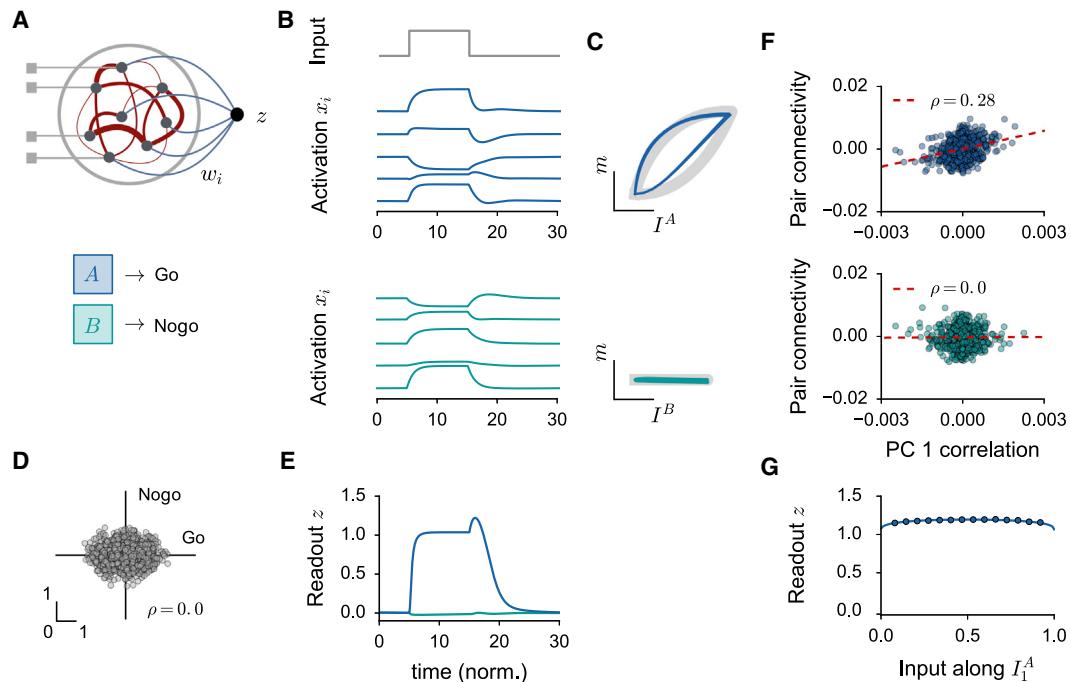 A
z
w_i
A → Go
B → Nogo
B
Input
Activation x_i
0 10 20 30
Activation x_i
0 10 20 30
C
m
I^A
m
I^B
D
Nogo
Go
1
0 1
ρ = 0.0
E
Readout z
1.5
1.0
0.5
0.0
0 10 20 30
time (norm.)
F
Pair connectivity
0.02
0.00
−0.02
ρ = 0.28
−0.003 0.000 0.003
Pair connectivity
0.02
0.00
−0.02
ρ = 0.0
−0.003 0.000 0.003
PC 1 correlation
G
Readout z
1.5
1.0
0.5
0.0
0.0 0.5 1.0
Input along I_1^A